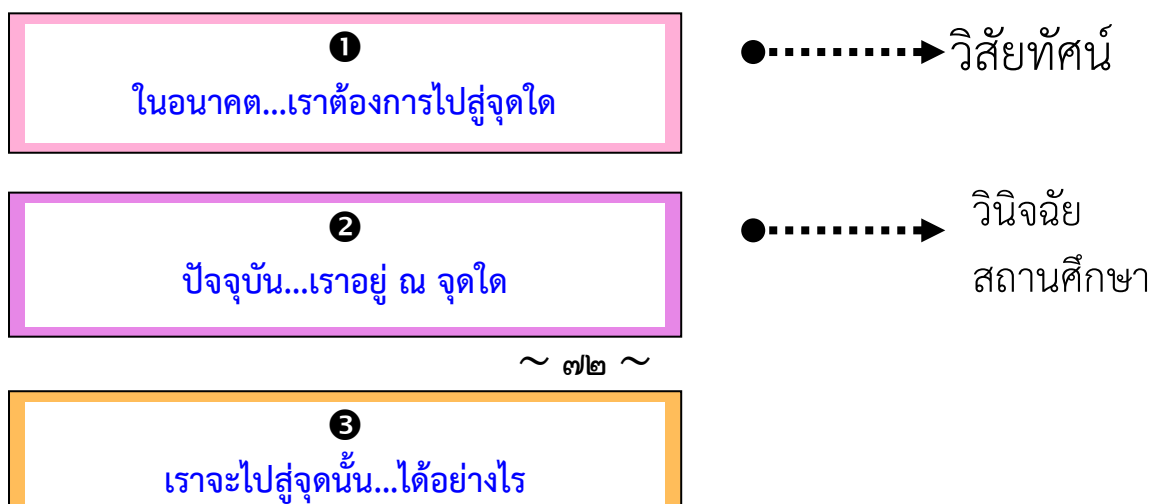 ❶
ในอนาคต...เราต้องการไปสู่จุดใด
วิสัยทัศน์
❷
ปัจจุบัน...เราอยู่ ณ จุดใด
วินิจฉัย
สถานศึกษา
~ ๗๒ ~
❸
เราจะไปสู่จุดนั้น...ได้อย่างไร